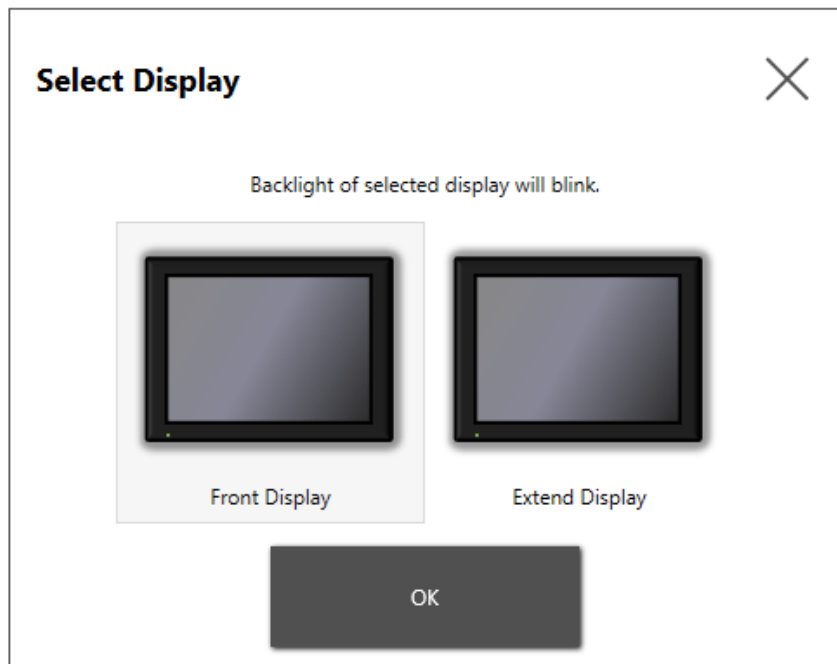 Select Display
Backlight of selected display will blink.
Front Display
Extend Display
OK